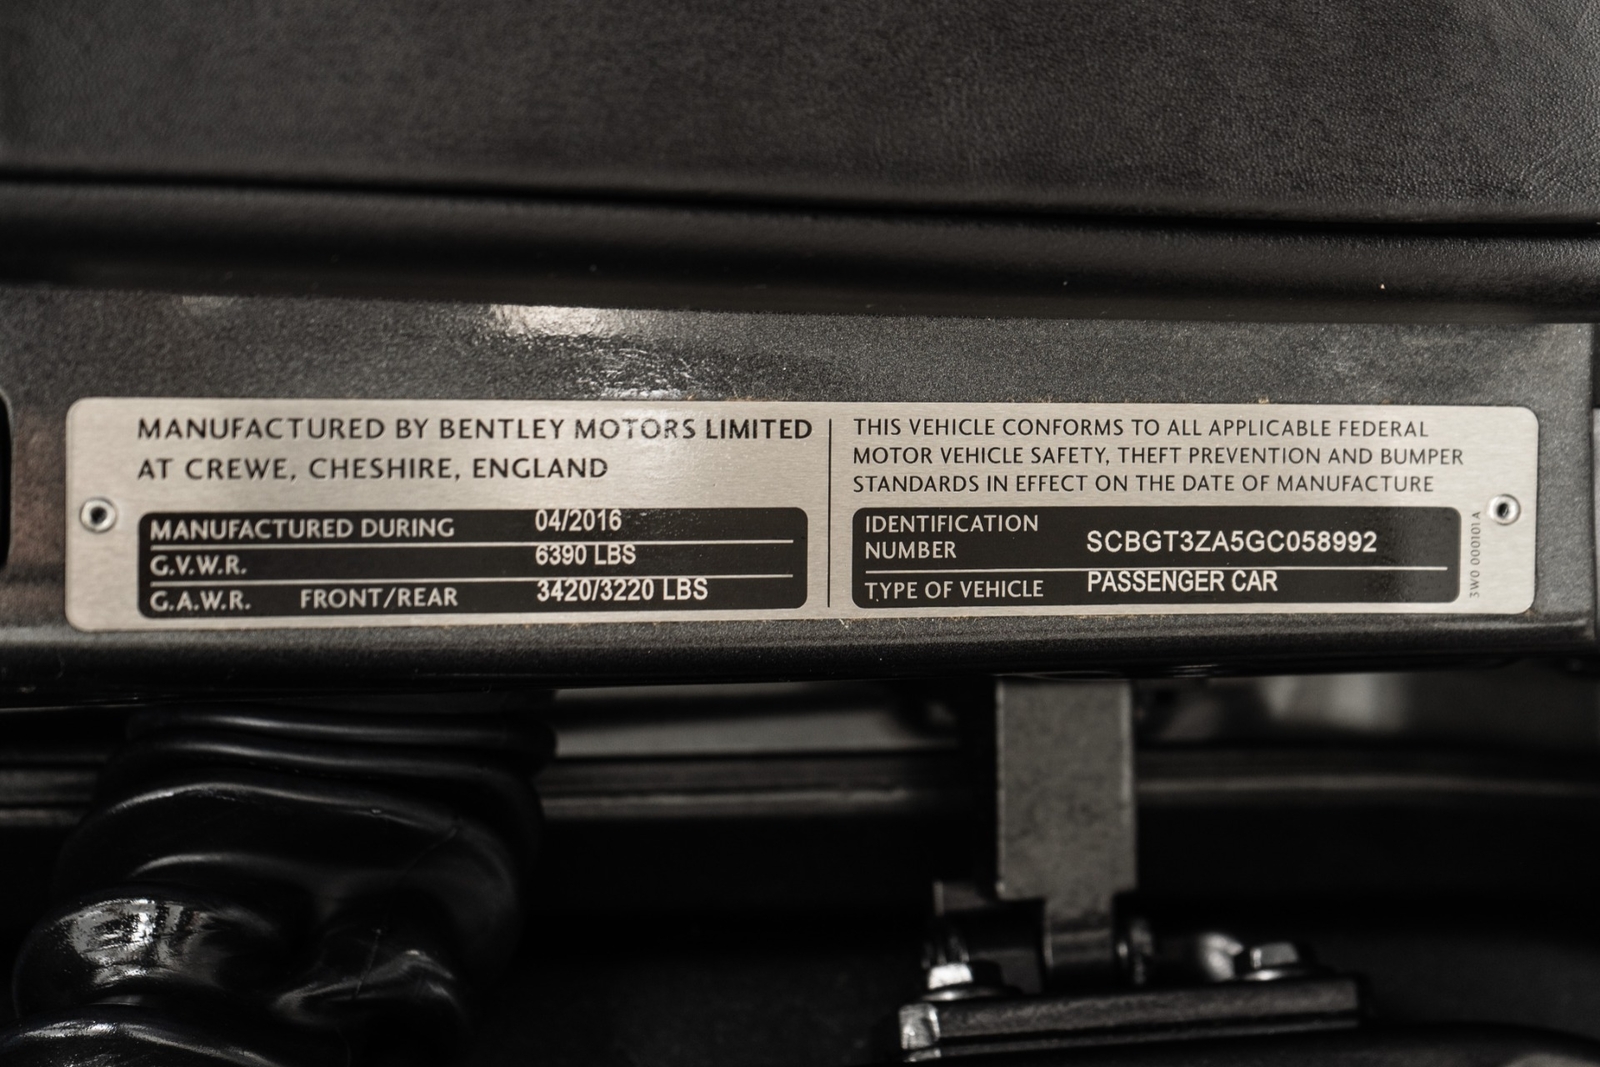 MANUFACTURED BY BENTLEY MOTORS LIMITED
AT CREWE, CHESHIRE, ENGLAND
MANUFACTURED DURING 04/2016
G.V.W.R. 6390 LBS
G.A.W.R. FRONT/REAR 3420/3220 LBS
THIS VEHICLE CONFORMS TO ALL APPLICABLE FEDERAL
MOTOR VEHICLE SAFETY, THEFT PREVENTION AND BUMPER
STANDARDS IN EFFECT ON THE DATE OF MANUFACTURE
IDENTIFICATION
NUMBER SCBGT3ZA5GC058992
TYPE OF VEHICLE PASSENGER CAR
3W0 000101 A